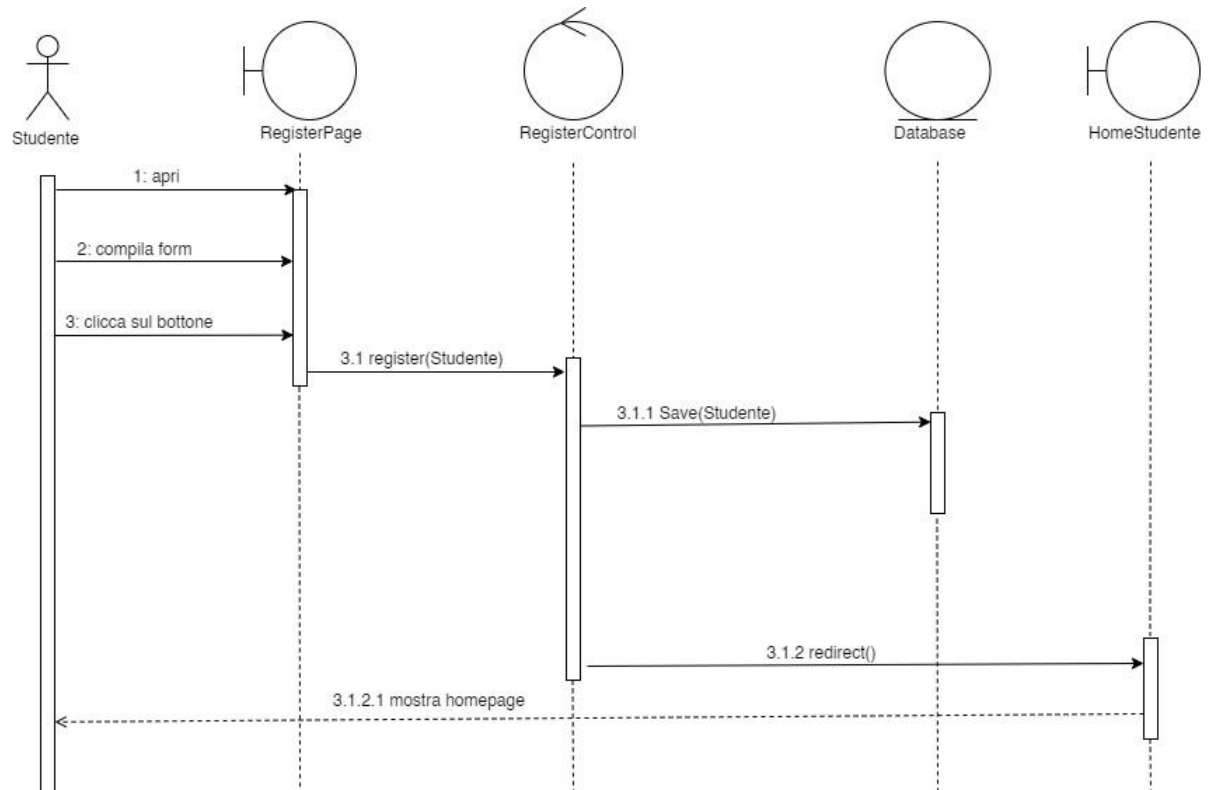 Studente
RegisterPage
RegisterControl
Database
HomeStudente
1: apri
2: compila form
3: clicca sul bottone
3.1 register(Studente)
3.1.1 Save(Studente)
3.1.2 redirect()
3.1.2.1 mostra homepage